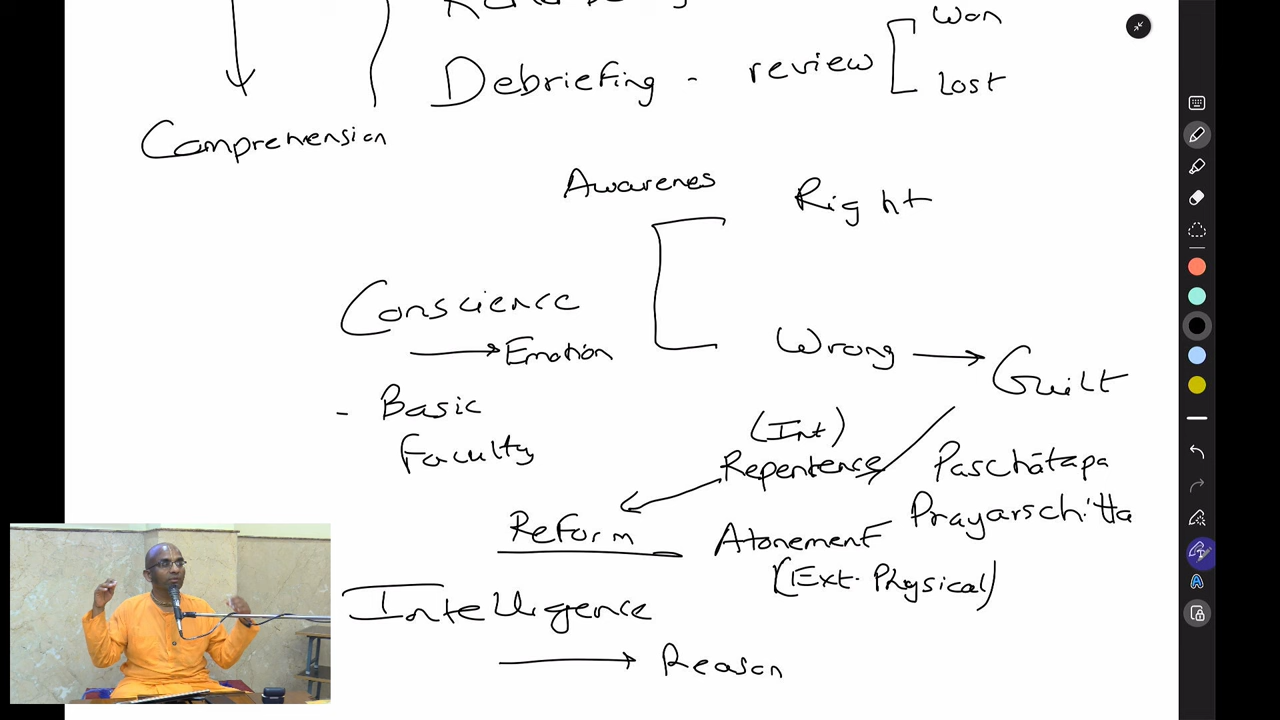 Won
Debriefing - review
Lost
Comprehension
Awarenes
Right
Conscience
→ Emotion
Wrong → Guilt
- Basic
Faculty
(Int)
Repentence
Paschātapa
Prayarschitta
Reform
Atonement
(Ext. Physical)
Intelligence
→ Reason